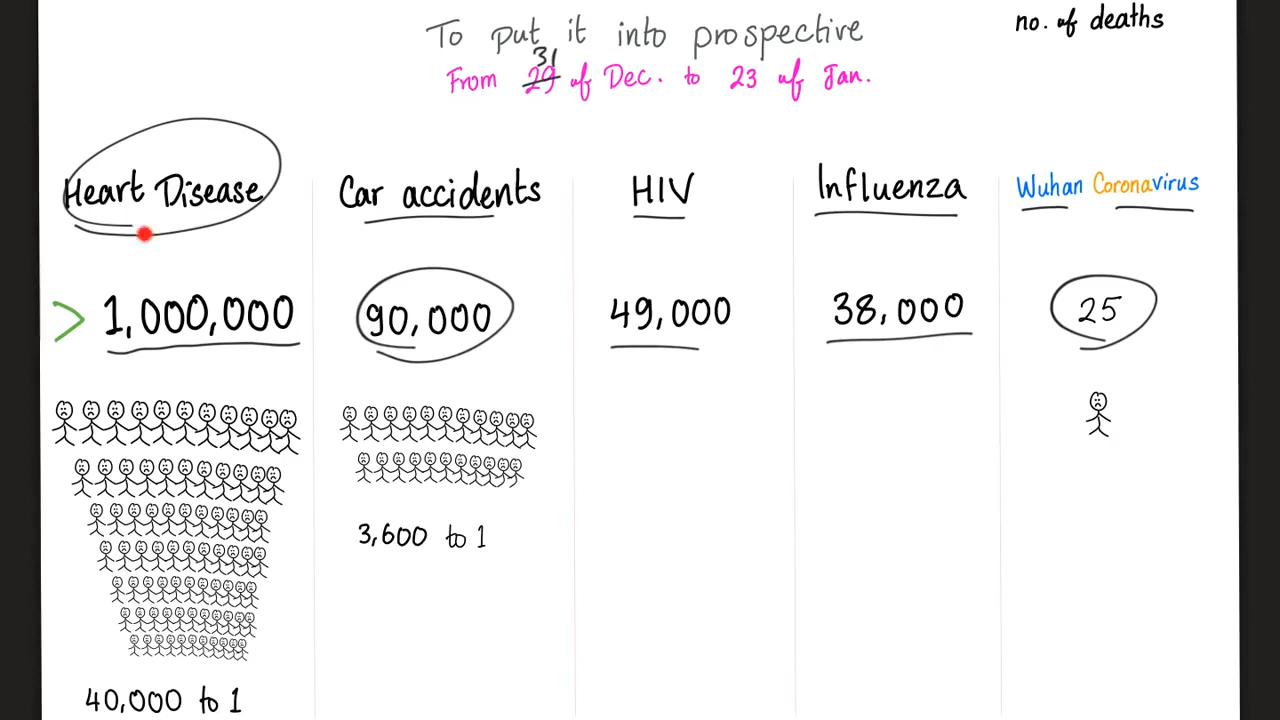 To put it into prospective
no. of deaths
31
From 29 of Dec. to 23 of Jan.
Heart Disease
Car accidents
HIV
Influenza
Wuhan Coronavirus
> 1,000,000
90,000
49,000
38,000
25
3,600 to 1
40,000 to 1